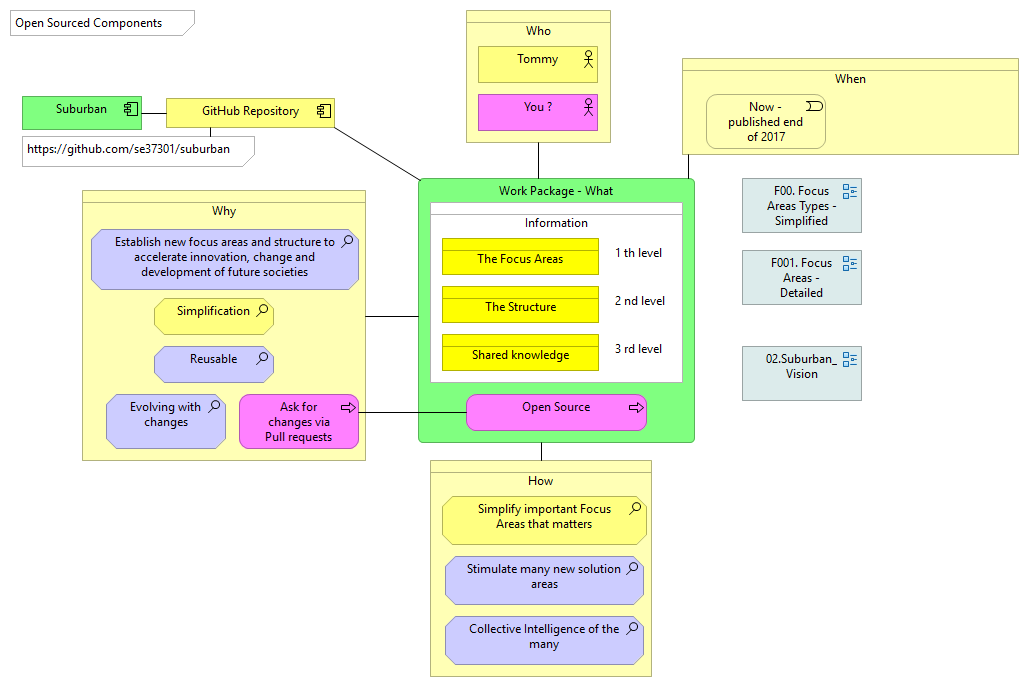 Open Sourced Components
Who
Tommy
You ?
When
Now -
published end
of 2017
Suburban
GitHub Repository
https://github.com/se37301/suburban
Why
Establish new focus areas and structure to
accelerate innovation, change and
development of future societies
Simplification
Reusable
Evolving with
changes
Ask for
changes via
Pull requests
Work Package - What
Information
The Focus Areas
1 th level
The Structure
2 nd level
Shared knowledge
3 rd level
Open Source
F00. Focus
Areas Types -
Simplified
F001. Focus
Areas -
Detailed
02.Suburban_
Vision
How
Simplify important Focus
Areas that matters
Stimulate many new solution
areas
Collective Intelligence of the
many